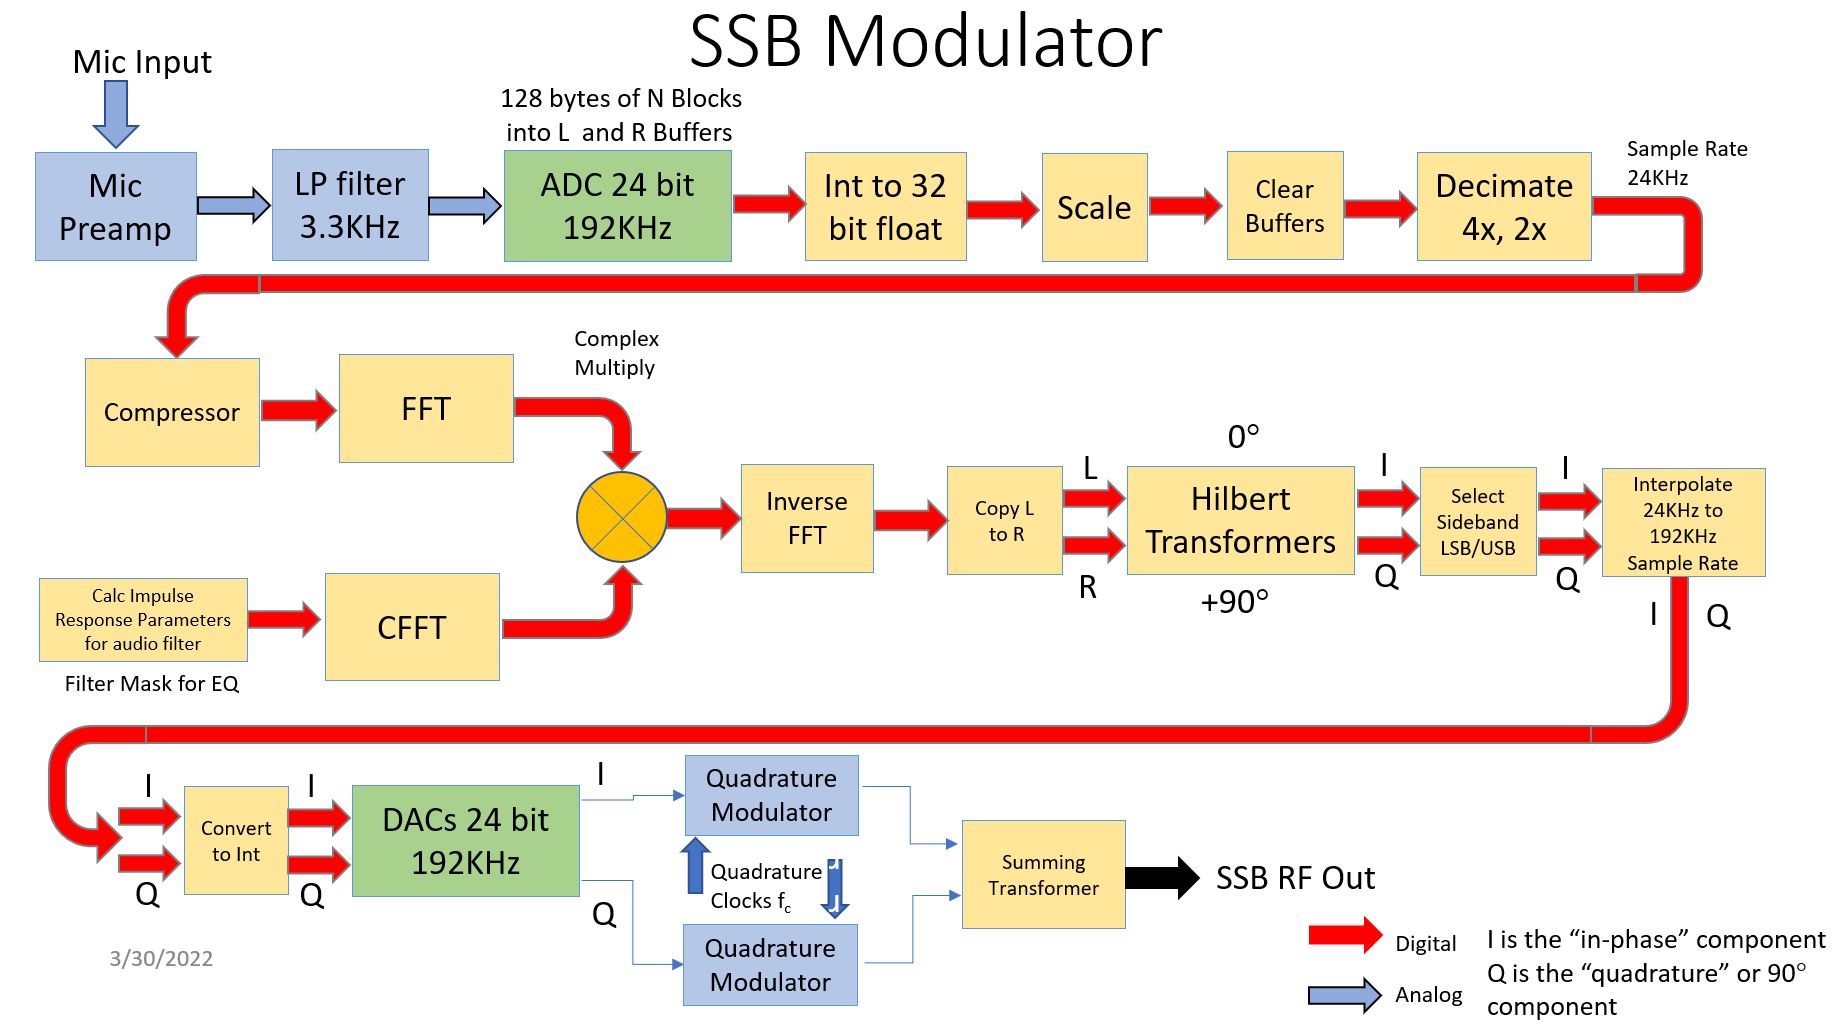 SSB Modulator
Mic Input
128 bytes of N Blocks
into L and R Buffers
Mic
Preamp
LP filter
3.3KHz
ADC 24 bit
192KHz
Int to 32
bit float
Scale
Clear
Buffers
Decimate
4x, 2x
Sample Rate
24KHz
Compressor
FFT
Complex
Multiply
Calc Impulse
Response Parameters
for audio filter
Filter Mask for EQ
CFFT
Inverse
FFT
Copy L
to R
L
R
0°
Hilbert
Transformers
+90°
I
Q
Select
Sideband
LSB/USB
I
Q
Interpolate
24KHz to
192KHz
Sample Rate
I Q
I
Q
Convert
to Int
I
Q
DACs 24 bit
192KHz
I
Q
Quadrature
Modulator
Quadrature
Clocks fc
Quadrature
Modulator
Summing
Transformer
SSB RF Out
3/30/2022
Digital
Analog
I is the “in-phase” component
Q is the “quadrature” or 90°
component